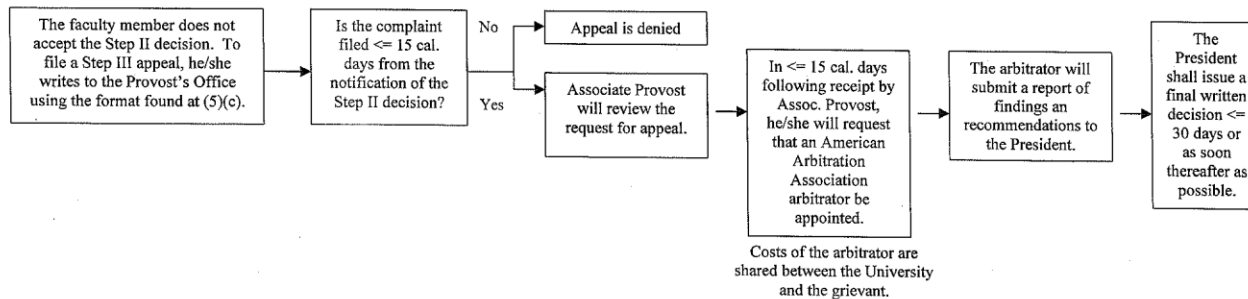 The faculty member does not
accept the Step II decision. To
file a Step III appeal, he/she
writes to the Provost's Office
using the format found at (5)(c).
Is the complaint
filed <= 15 cal.
days from the
notification of the
Step II decision?
No
Yes
Appeal is denied
Associate Provost
will review the
request for appeal.
In <= 15 cal. days
following receipt by
Assoc. Provost,
he/she will request
that an American
Arbitration
Association
arbitrator be
appointed.
Costs of the arbitrator are
shared between the University
and the grievant.
The arbitrator will
submit a report of
findings an
recommendations to
the President.
The
President
shall issue a
final written
decision <=
30 days or
as soon
thereafter as
possible.